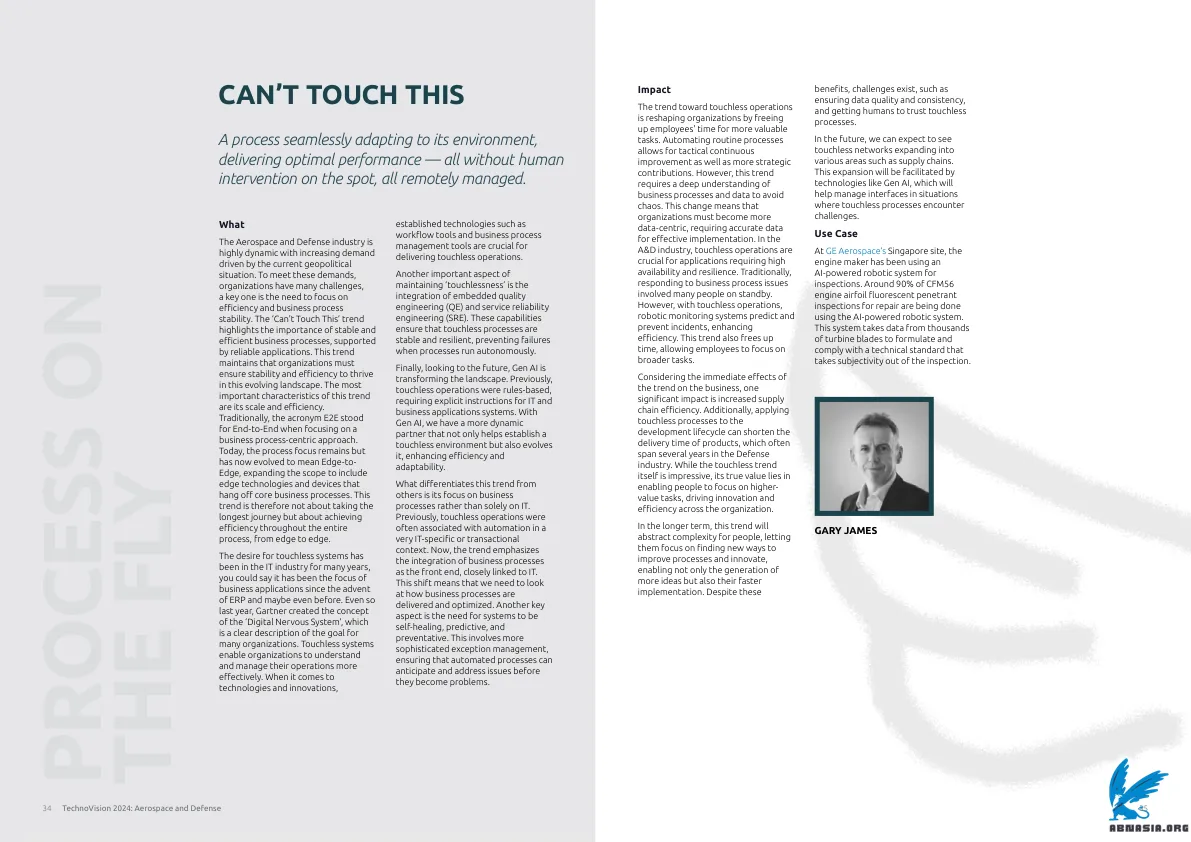 PROCESS ON
THE FLY
CAN'T TOUCH THIS
A process seamlessly adapting to its environment,
delivering optimal performance — all without human
intervention on the spot, all remotely managed.
What
The Aerospace and Defense industry is
highly dynamic with increasing demand
driven by the current geopolitical
situation. To meet these demands,
organizations have many challenges,
a key one is the need to focus on
efficiency and business process
stability. The 'Can't Touch This' trend
highlights the importance of stable and
efficient business processes, supported
by reliable applications. This trend
maintains that organizations must
ensure stability and efficiency to thrive
in this evolving landscape. The most
important characteristics of this trend
are its scale and efficiency.
Traditionally, the acronym E2E stood
for End-to-End when focusing on a
business process-centric approach.
Today, the process focus remains but
has now evolved to mean Edge-to-
Edge, expanding the scope to include
edge technologies and devices that
hang off core business processes. This
trend is therefore not about taking the
longest journey but about achieving
efficiency throughout the entire
process, from edge to edge.
The desire for touchless systems has
been in the IT industry for many years,
you could say it has been the focus of
business applications since the advent
of ERP and maybe even before. Even so
last year, Gartner created the concept
of the 'Digital Nervous System', which
is a clear description of the goal for
many organizations. Touchless systems
enable organizations to understand
and manage their operations more
effectively. When it comes to
technologies and innovations,
established technologies such as
workflow tools and business process
management tools are crucial for
delivering touchless operations.
Another important aspect of
maintaining 'touchlessness' is the
integration of embedded quality
engineering (QE) and service reliability
engineering (SRE). These capabilities
ensure that touchless processes are
stable and resilient, preventing failures
when processes run autonomously.
Finally, looking to the future, Gen AI is
transforming the landscape. Previously,
touchless operations were rules-based,
requiring explicit instructions for IT and
business applications systems. With
Gen AI, we have a more dynamic
partner that not only helps establish a
touchless environment but also evolves
it, enhancing efficiency and
adaptability.
What differentiates this trend from
others is its focus on business
processes rather than solely on IT.
Previously, touchless operations were
often associated with automation in a
very IT-specific or transactional
context. Now, the trend emphasizes
the integration of business processes
as the front end, closely linked to IT.
This shift means that we need to look
at how business processes are
delivered and optimized. Another key
aspect is the need for systems to be
self-healing, predictive, and
preventative. This involves more
sophisticated exception management,
ensuring that automated processes can
anticipate and address issues before
they become problems.
34 TechnoVision 2024: Aerospace and Defense
Impact
The trend toward touchless operations
is reshaping organizations by freeing
up employees' time for more valuable
tasks. Automating routine processes
allows for tactical continuous
improvement as well as more strategic
contributions. However, this trend
requires a deep understanding of
business processes and data to avoid
chaos. This change means that
organizations must become more
data-centric, requiring accurate data
for effective implementation. In the
A&D industry, touchless operations are
crucial for applications requiring high
availability and resilience. Traditionally,
responding to business process issues
involved many people on standby.
However, with touchless operations,
robotic monitoring systems predict and
prevent incidents, enhancing
efficiency. This trend also frees up
time, allowing employees to focus on
broader tasks.
Considering the immediate effects of
the trend on the business, one
significant impact is increased supply
chain efficiency. Additionally, applying
touchless processes to the
development lifecycle can shorten the
delivery time of products, which often
span several years in the Defense
industry. While the touchless trend
itself is impressive, its true value lies in
enabling people to focus on higher-
value tasks, driving innovation and
efficiency across the organization.
In the longer term, this trend will
abstract complexity for people, letting
them focus on finding new ways to
improve processes and innovate,
enabling not only the generation of
more ideas but also their faster
implementation. Despite these
benefits, challenges exist, such as
ensuring data quality and consistency,
and getting humans to trust touchless
processes.
In the future, we can expect to see
touchless networks expanding into
various areas such as supply chains.
This expansion will be facilitated by
technologies like Gen AI, which will
help manage interfaces in situations
where touchless processes encounter
challenges.
Use Case
At GE Aerospace's Singapore site, the
engine maker has been using an
AI-powered robotic system for
inspections. Around 90% of CFM56
engine airfoil fluorescent penetrant
inspections for repair are being done
using the AI-powered robotic system.
This system takes data from thousands
of turbine blades to formulate and
comply with a technical standard that
takes subjectivity out of the inspection.
GARY JAMES
ABNASIA.ORG